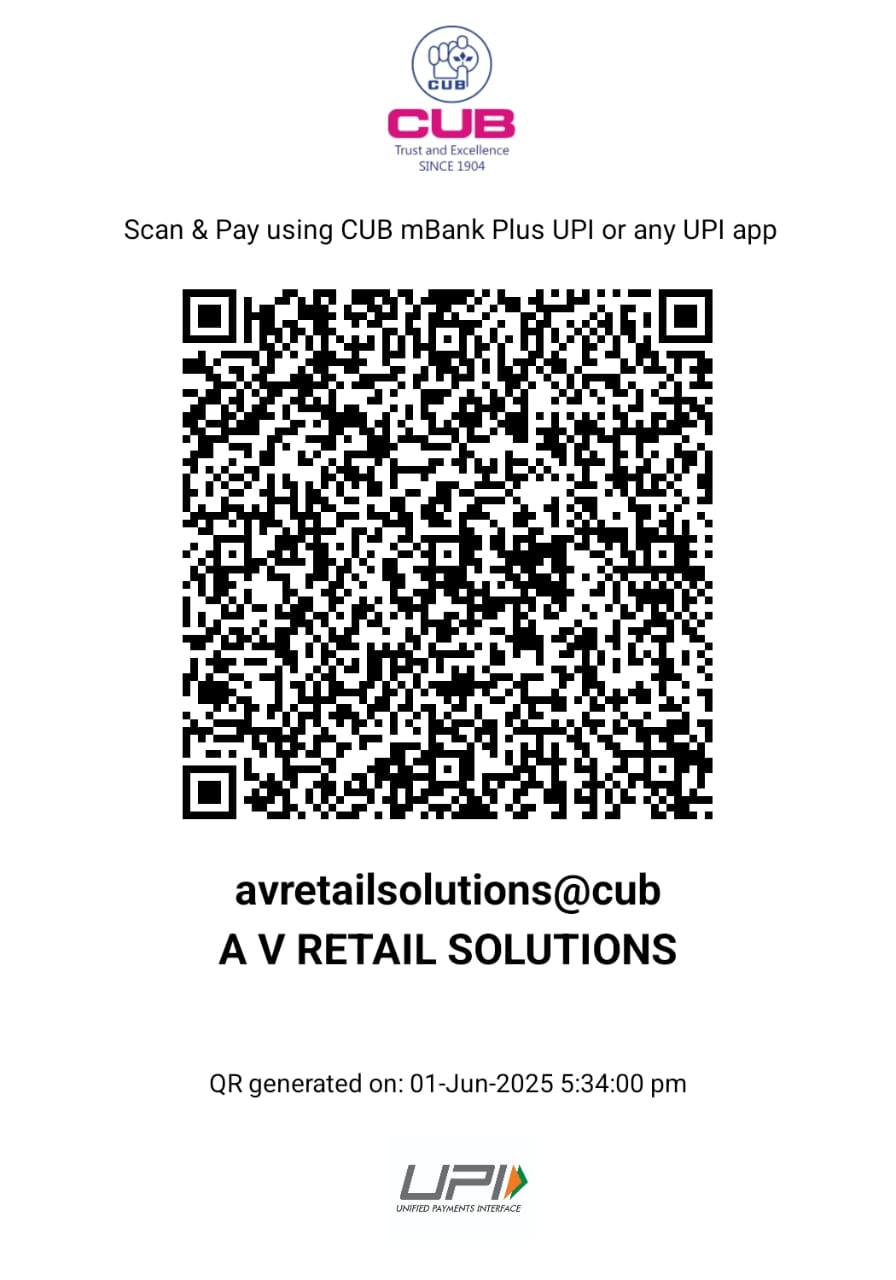 CUB
CUB
Trust and Excellence
SINCE 1904
Scan & Pay using CUB mBank Plus UPI or any UPI app
avretailsolutions@cub
A V RETAIL SOLUTIONS
QR generated on: 01-Jun-2025 5:34:00 pm
UPI
UNIFIED PAYMENTS INTERFACE